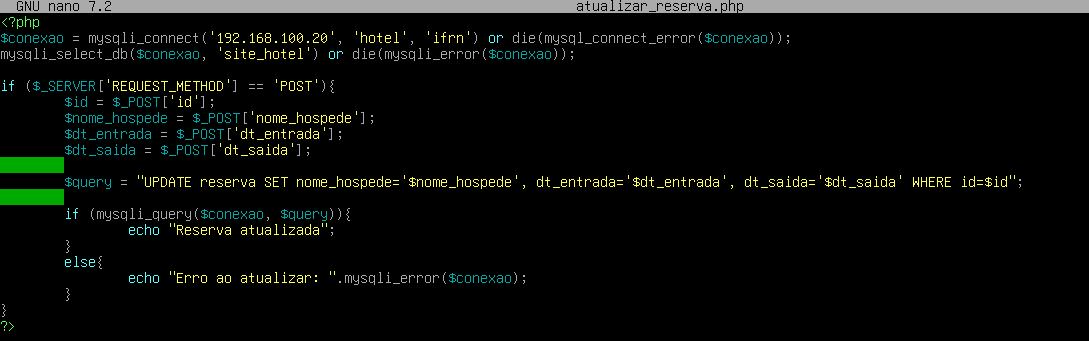 GNU nano 7.2 atualizar_reserva.php
<?php
$conexao = mysqli_connect('192.168.100.20', 'hotel', 'ifrn') or die(mysql_connect_error($conexao));
mysqli_select_db($conexao, 'site_hotel') or die(mysqli_error($conexao));
if ($_SERVER['REQUEST_METHOD'] == 'POST'){
$id = $_POST['id'];
$nome_hospede = $_POST['nome_hospede'];
$dt_entrada = $_POST['dt_entrada'];
$dt_saida = $_POST['dt_saida'];
$query = "UPDATE reserva SET nome_hospede='$nome_hospede', dt_entrada='$dt_entrada', dt_saida='$dt_saida' WHERE id=$id";
if (mysqli_query($conexao, $query)){
echo "Reserva atualizada";
}
else{
echo "Erro ao atualizar: ".mysqli_error($conexao);
}
}
?>